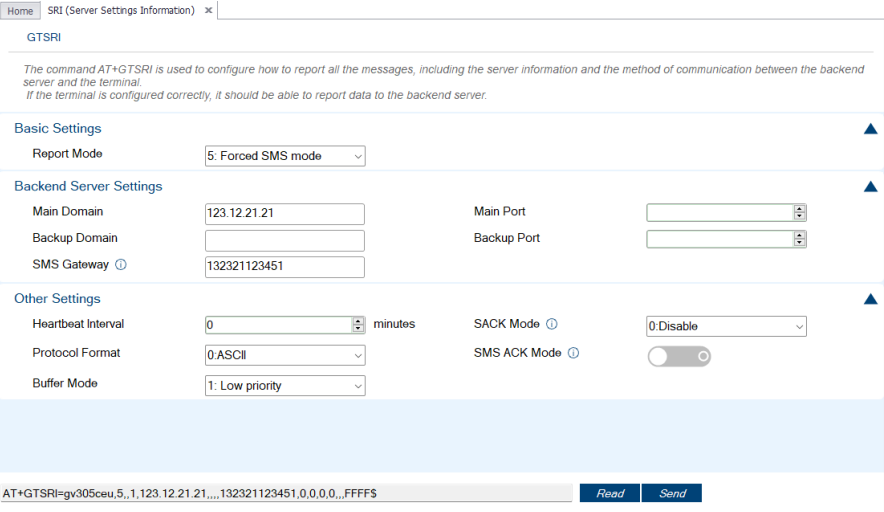 Home SRI (Server Settings Information) ×
GTSRI
The command AT+GTSRI is used to configure how to report all the messages, including the server information and the method of communication between the backend
server and the terminal.
If the terminal is configured correctly, it should be able to report data to the backend server.
Basic Settings
Report Mode 5: Forced SMS mode
Backend Server Settings
Main Domain 123.12.21.21 Main Port
Backup Domain Backup Port
SMS Gateway 132321123451
Other Settings
Heartbeat Interval 0 minutes SACK Mode 0:Disable
Protocol Format 0:ASCII SMS ACK Mode
Buffer Mode 1: Low priority
AT+GTSRI=gv305ceu,5,,1,123.12.21.21,,,,132321123451,0,0,0,0,,,FFFF$ Read Send